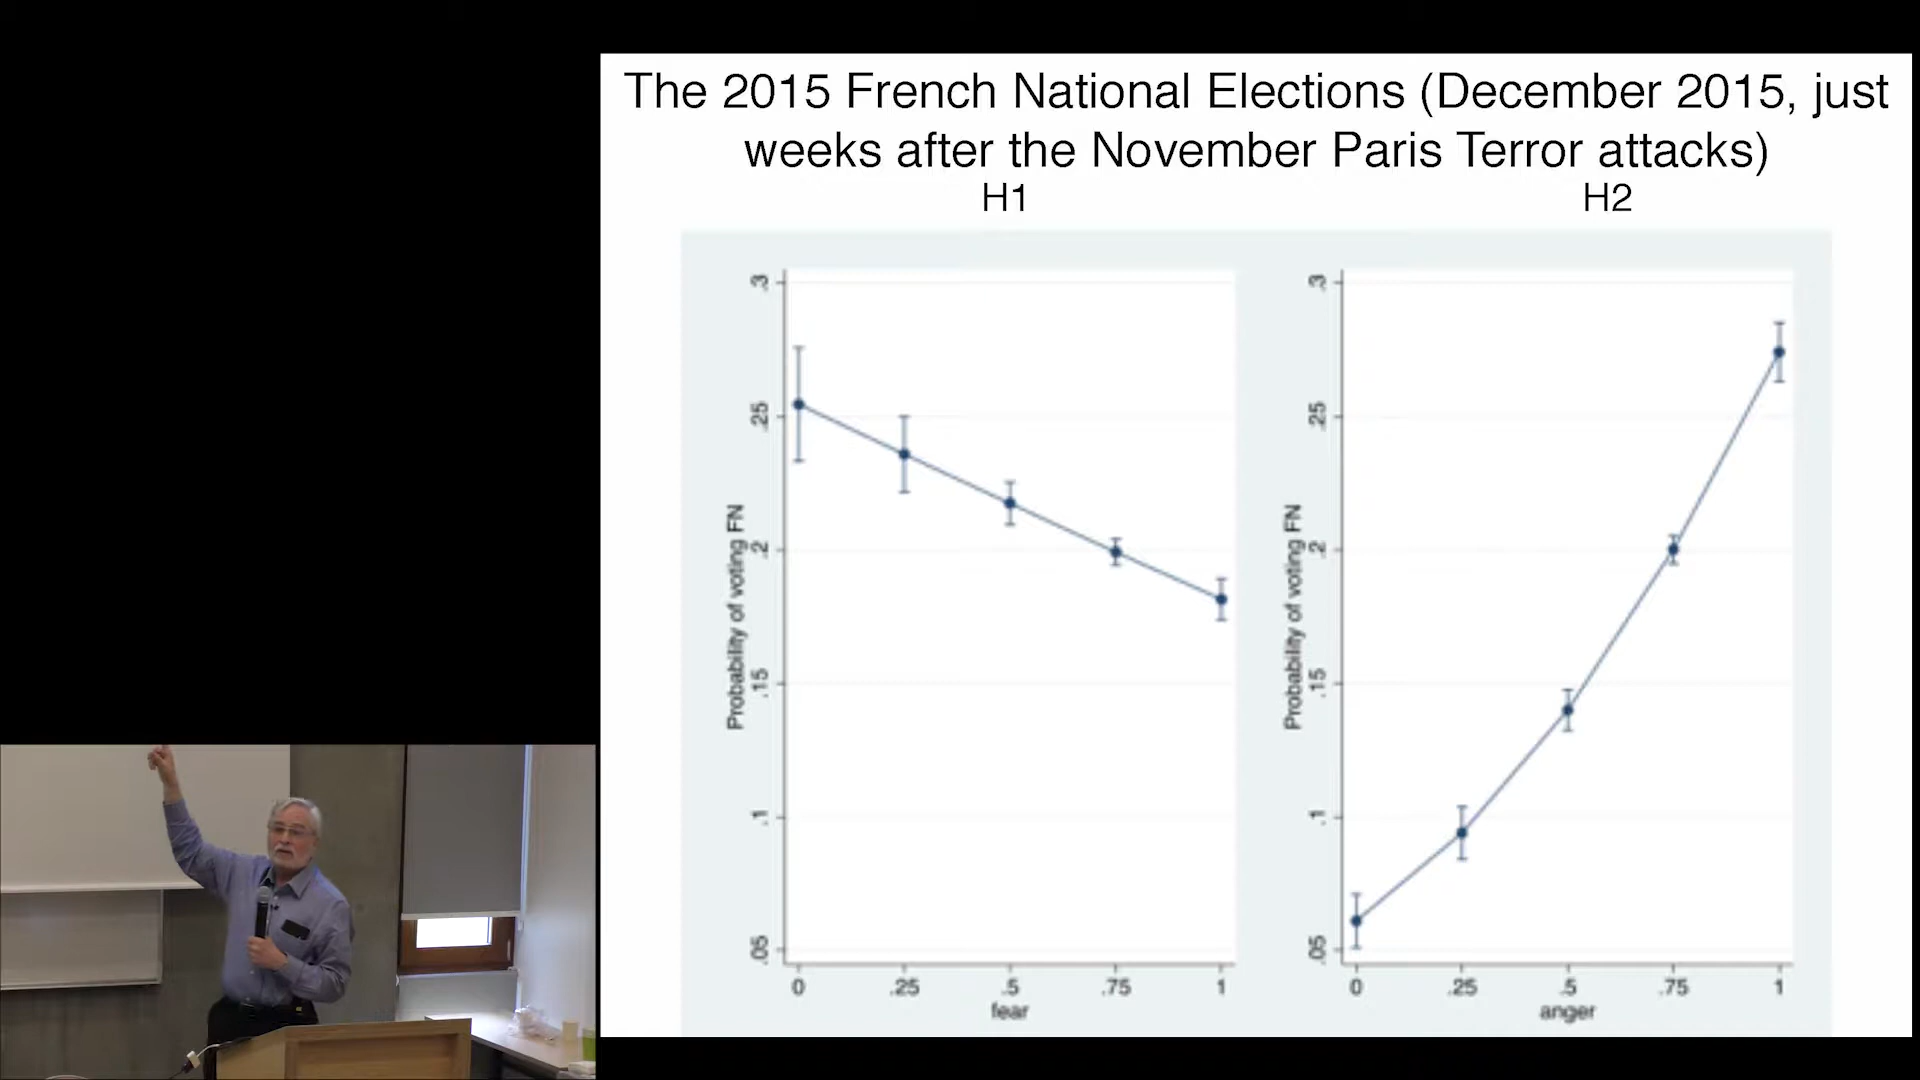 The 2015 French National Elections (December 2015, just
weeks after the November Paris Terror attacks)
H1
H2
Probability of voting FN
.3
.25
.2
.15
.1
.05
0 .25 .5 .75 1
fear
Probability of voting FN
.3
.25
.2
.15
.1
.05
0 .25 .5 .75 1
anger